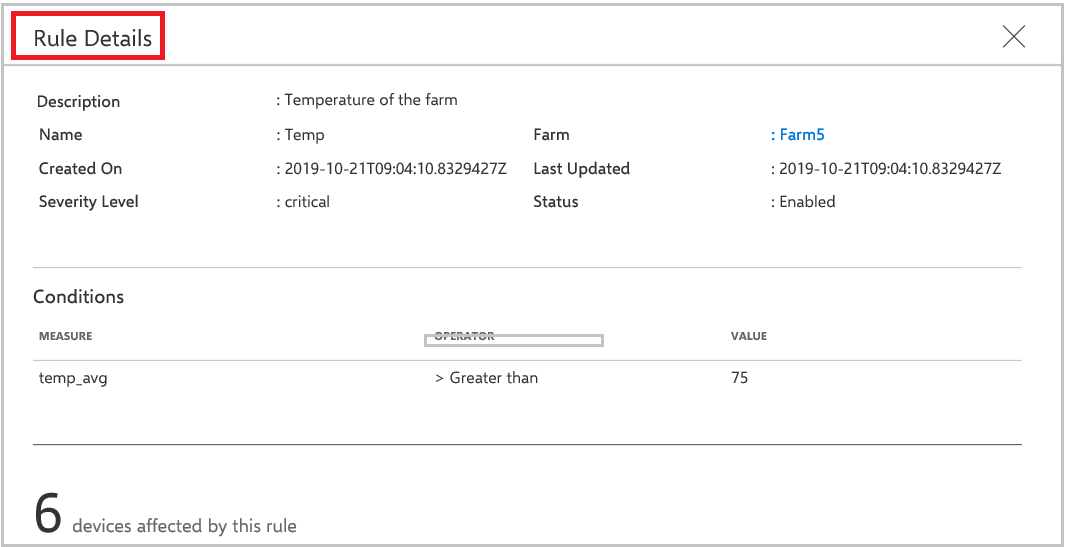 Rule Details
Description : Temperature of the farm
Name : Temp Farm : Farm5
Created On : 2019-10-21T09:04:10.8329427Z Last Updated : 2019-10-21T09:04:10.8329427Z
Severity Level : critical Status : Enabled
Conditions
MEASURE OPERATOR VALUE
temp_avg > Greater than 75
6 devices affected by this rule